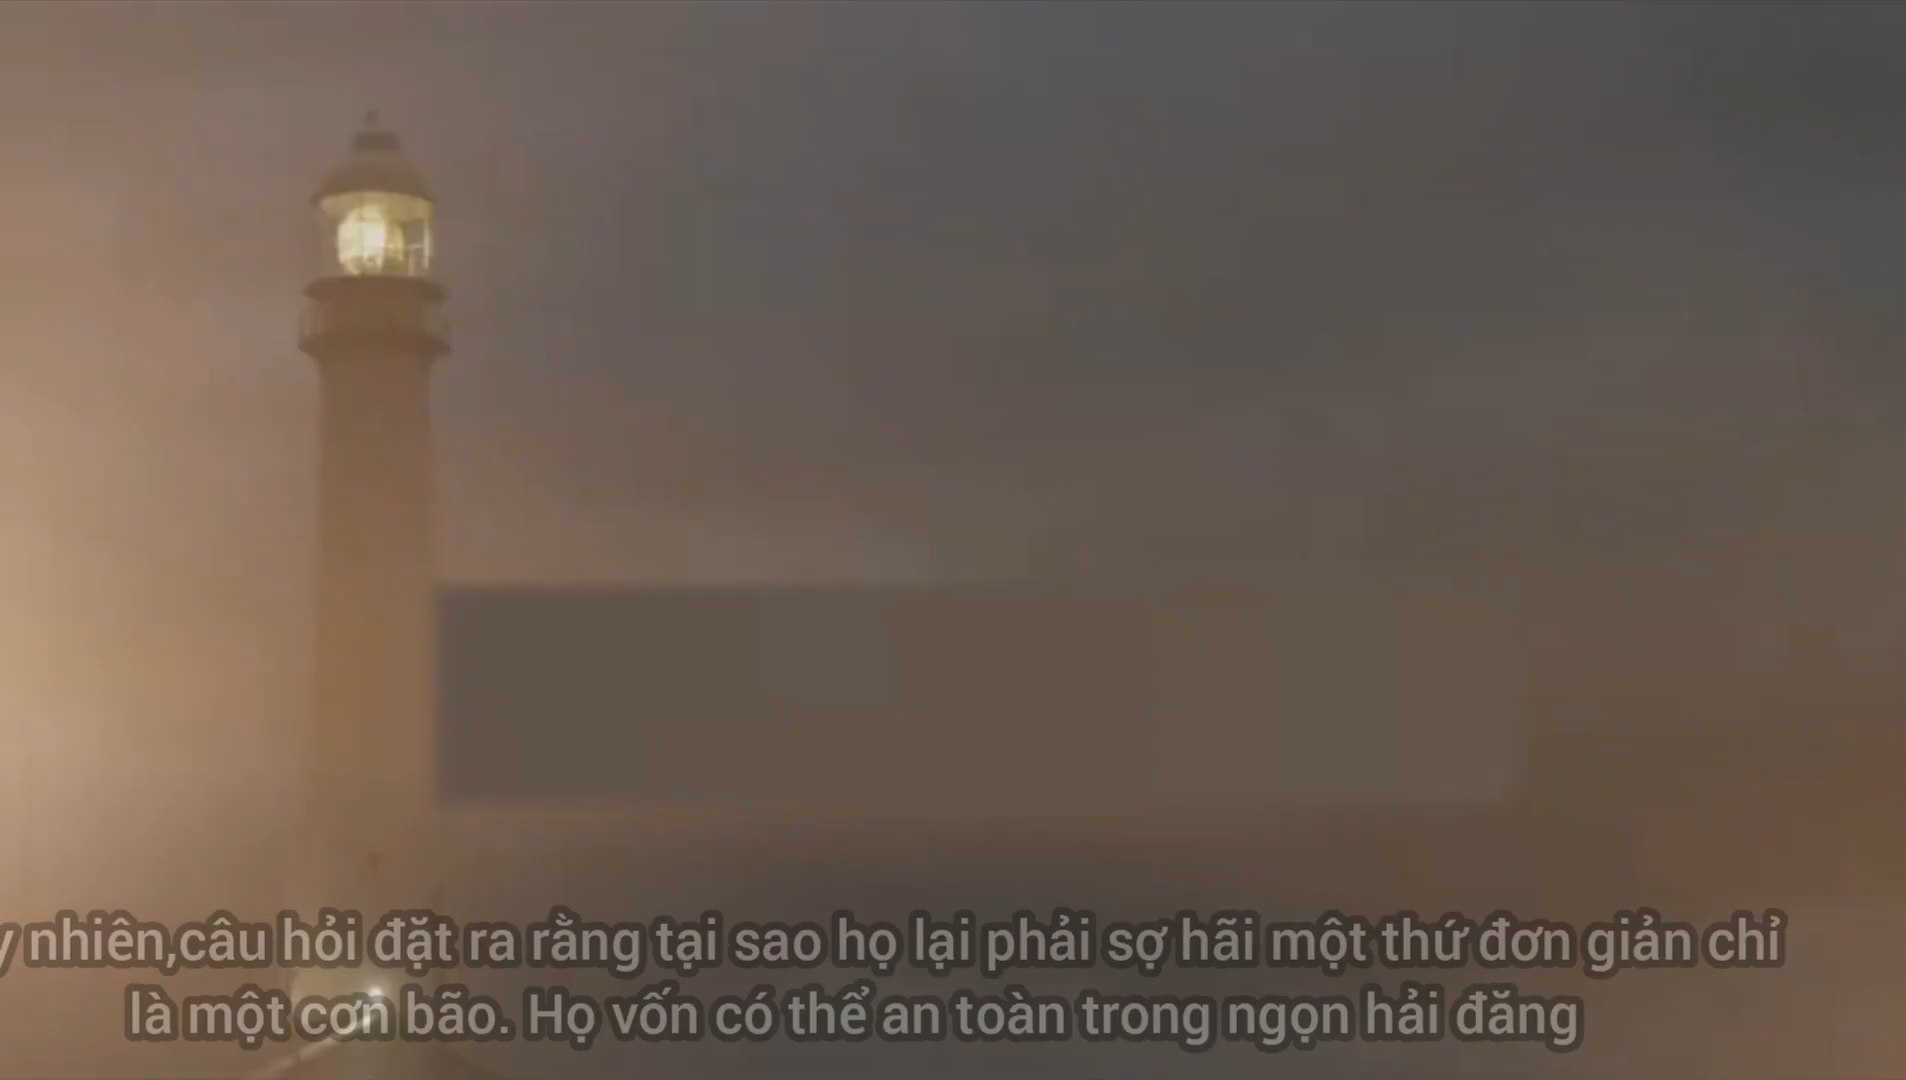 y nhiên,câu hỏi đặt ra rằng tại sao họ lại phải sợ hãi một thứ đơn giản chỉ
là một cơn bão. Họ vốn có thể an toàn trong ngọn hải đăng